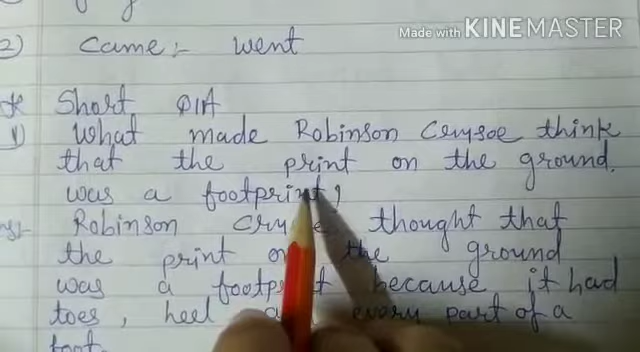 Made with KINEMASTER
2) Came :- went
* Short Q/A
1) What made Robinson Crusoe think
that the print on the ground.
was a footprint,
Ans:- Robinson thought that
the print on the ground
was a because it had
toes, heel every part of a
foot.